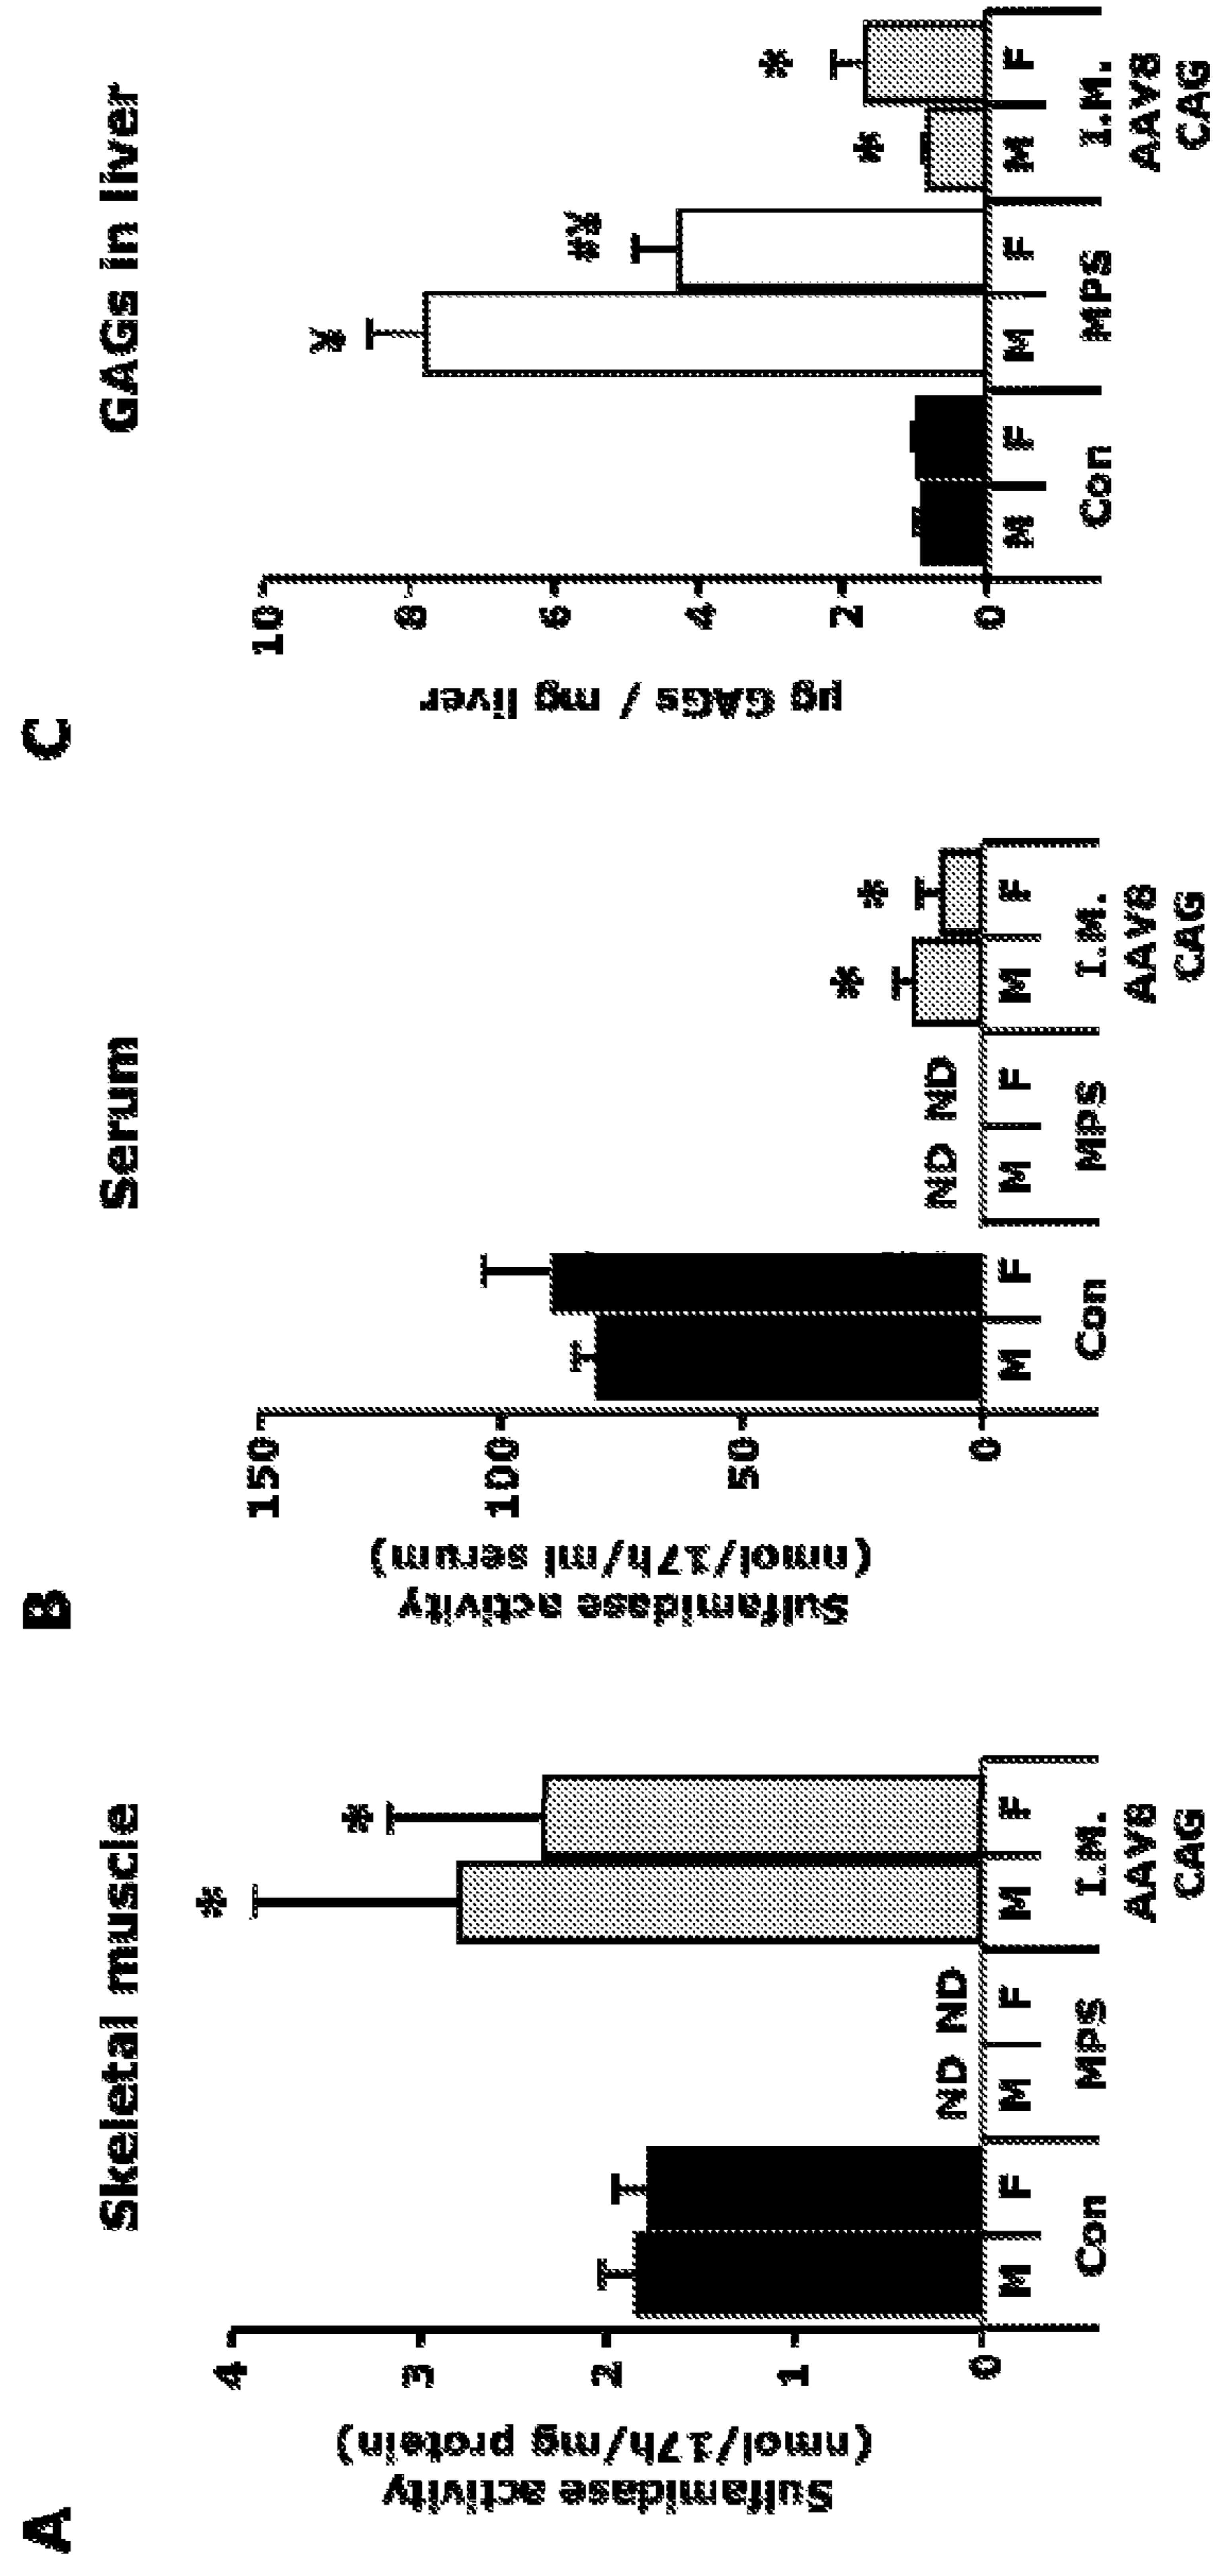 A
Skeletal muscle
Sulfamidase activity
(nmol/17h/mg protein)
4
3
2
1
0
ND ND
* *
M F M F M F
Con MPS I.M.
AAV8
CAG
B
Serum
Sulfamidase activity
(nmol/17h/ml serum)
150
100
50
0
ND ND
* *
M F M F M F
Con MPS I.M.
AAV8
CAG
C
GAGs in liver
µg GAGs / mg liver
10
8
6
4
2
0
* *
M F M F M F
Con MPS I.M.
AAV8
CAG